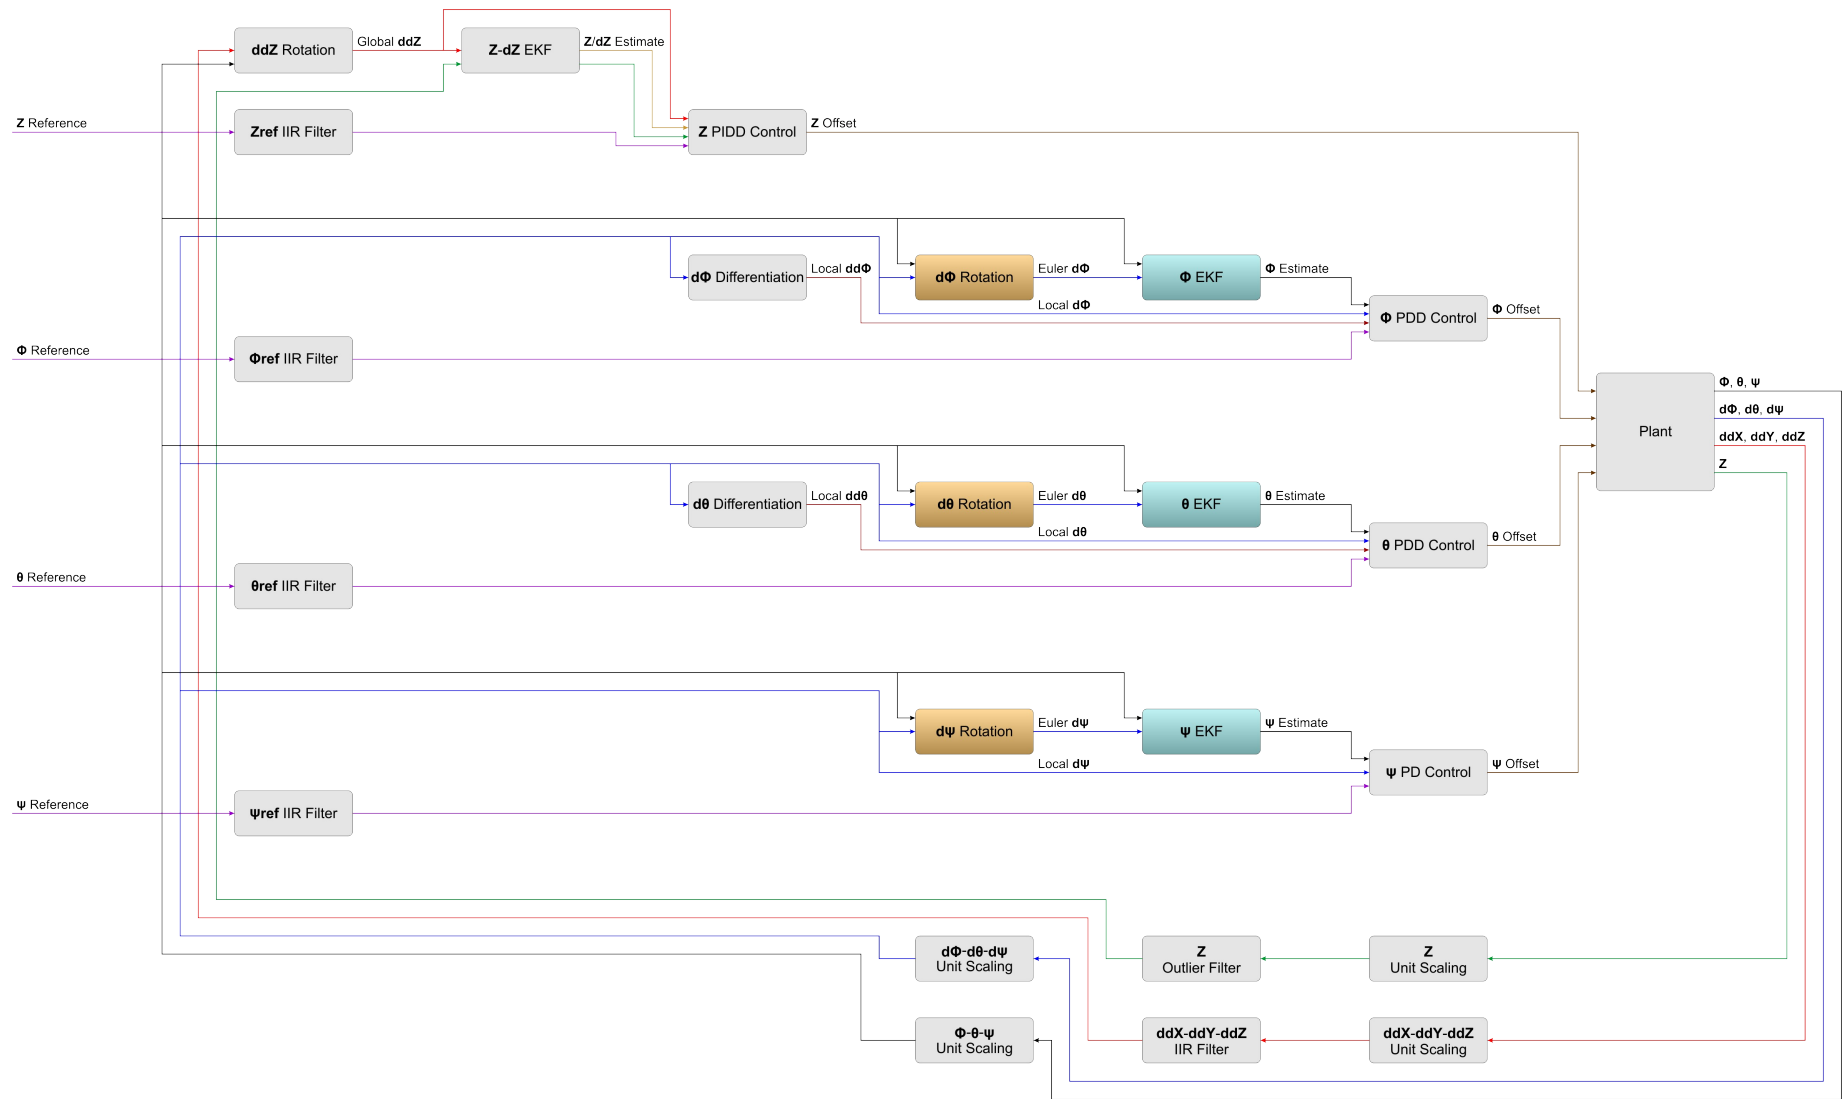 ddZ Rotation
Global ddZ
Z-dZ EKF
Z/dZ Estimate
Z Reference
Zref IIR Filter
Z PIDD Control
Z Offset
dΦ Differentiation
Local ddΦ
dΦ Rotation
Euler dΦ
Φ EKF
Φ Estimate
Local dΦ
Φ PDD Control
Φ Offset
Φ Reference
Φref IIR Filter
Plant
Φ, θ, ψ
dΦ, dθ, dψ
ddX, ddY, ddZ
Z
dθ Differentiation
Local ddθ
dθ Rotation
Euler dθ
θ EKF
θ Estimate
Local dθ
θ PDD Control
θ Offset
θ Reference
θref IIR Filter
dψ Rotation
Euler dψ
ψ EKF
ψ Estimate
Local dψ
ψ PD Control
ψ Offset
ψ Reference
ψref IIR Filter
dΦ-dθ-dψ
Unit Scaling
Z
Outlier Filter
Z
Unit Scaling
Φ-θ-ψ
Unit Scaling
ddX-ddY-ddZ
IIR Filter
ddX-ddY-ddZ
Unit Scaling